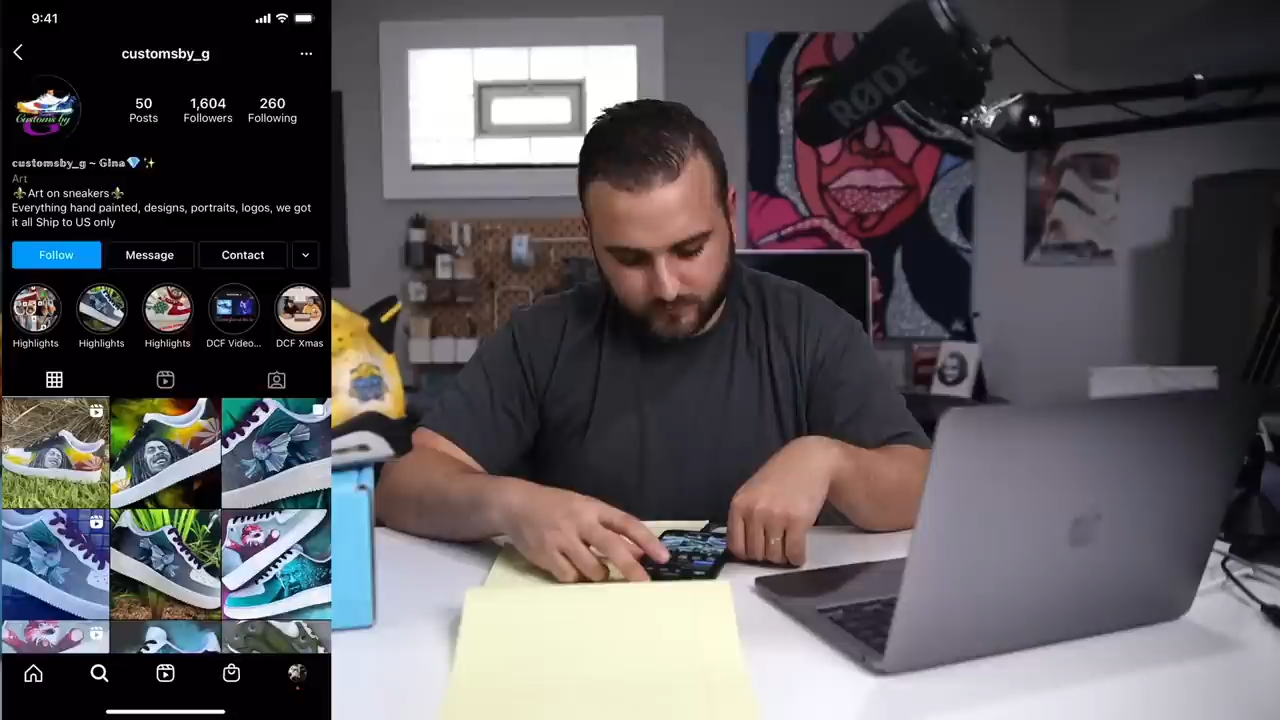 9:41
customsby_g
50 1,604 260
Posts Followers Following
Customs by
G
customsby_g ~ Gina💎✨
Art
⚜️Art on sneakers⚜️
Everything hand painted, designs, portraits, logos, we got
it all Ship to US only
Follow Message Contact
Highlights Highlights Highlights DCF Video... DCF Xmas
RØDE